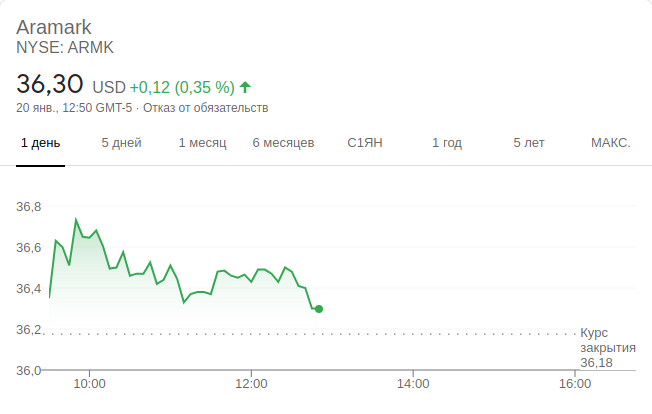 Aramark
NYSE: ARMK
36,30 USD +0,12 (0,35 %)
20 янв., 12:50 GMT-5 · Отказ от обязательств
1 день 5 дней 1 месяц 6 месяцев С1ЯН 1 год 5 лет МАКС.
36,8
36,6
36,4
36,2
Курс
закрытия
36,18
36,0
10:00 12:00 14:00 16:00